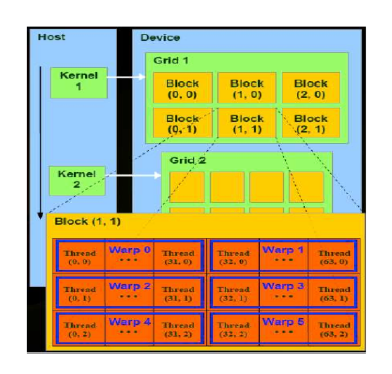 Host
Device
Grid 1
Kernel
1
Block
(0, 0)
Block
(1, 0)
Block
(2, 0)
Block
(0, 1)
Block
(1, 1)
Block
(2, 1)
Grid 2
Kernel
2
Block (1, 1)
Thread
(0, 0)
Warp 0
•••
Thread
(31, 0)
Thread
(32, 0)
Warp 1
•••
Thread
(63, 0)
Thread
(0, 1)
Warp 2
•••
Thread
(31, 1)
Thread
(32, 1)
Warp 3
•••
Thread
(63, 1)
Thread
(0, 2)
Warp 4
•••
Thread
(31, 2)
Thread
(32, 2)
Warp 5
•••
Thread
(63, 2)